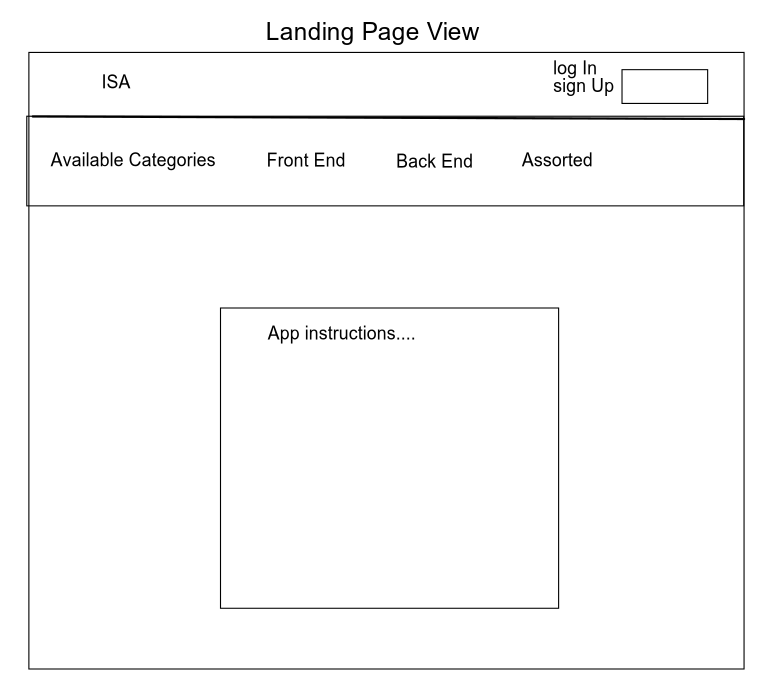 Landing Page View
ISA
log In
sign Up
Available Categories
Front End
Back End
Assorted
App instructions....